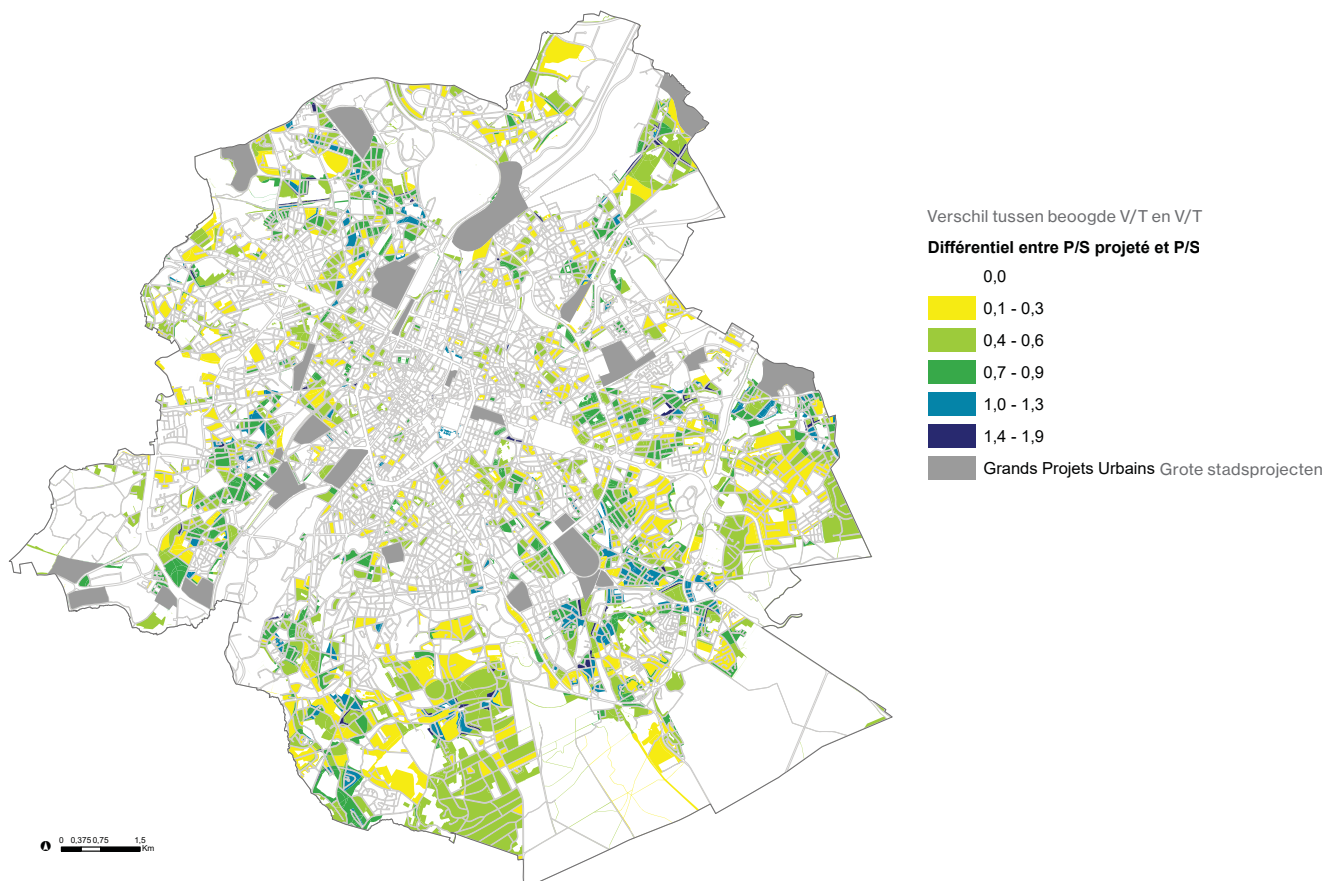 Verschil tussen beoogde V/T en V/T
Différentiel entre P/S projeté et P/S
0,0
0,1 - 0,3
0,4 - 0,6
0,7 - 0,9
1,0 - 1,3
1,4 - 1,9
Grands Projets Urbains Grote stadsprojecten
0 0,375 0,75 1,5
Km